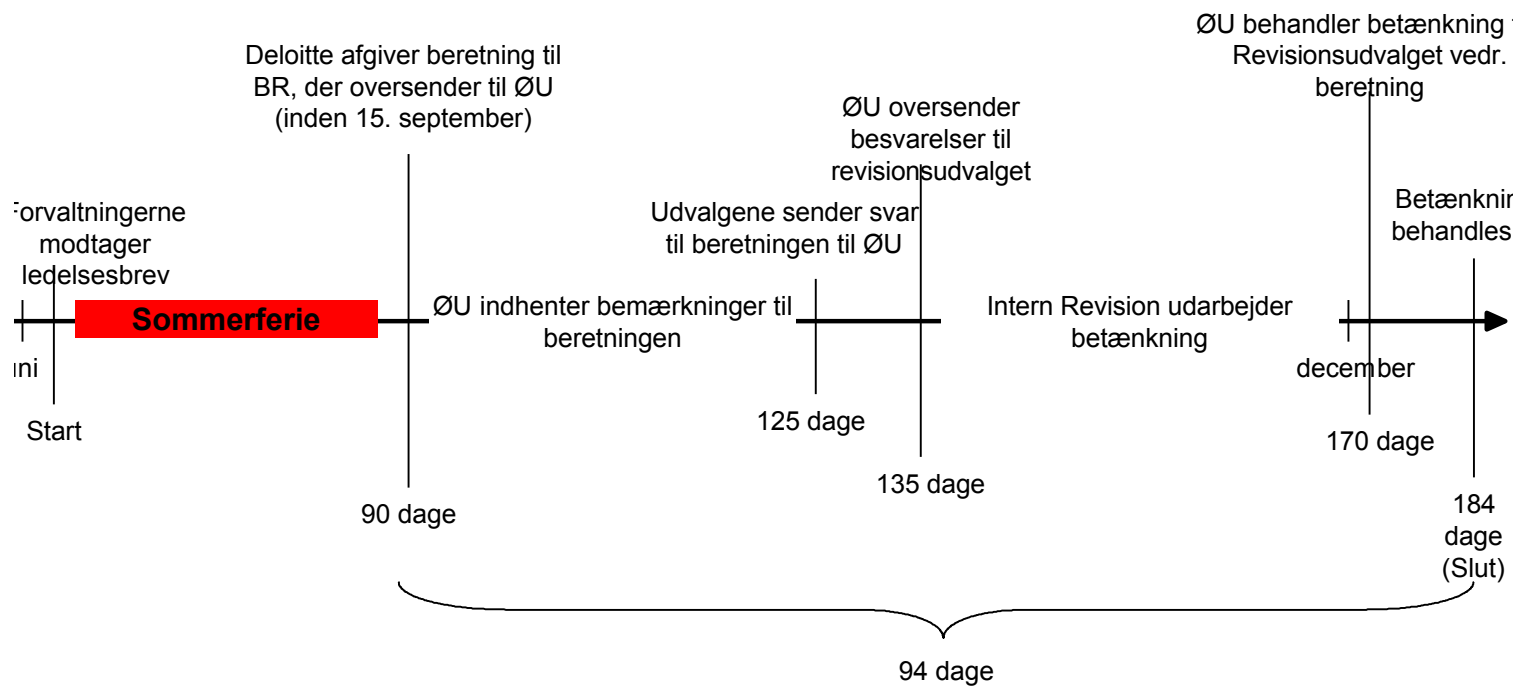 ØU behandler betænkning
Revisionsudvalget vedr.
beretning
Deloitte afgiver beretning til
BR, der oversender til ØU
(inden 15. september)
ØU oversender
besvarelser til
revisionsudvalget
Forvaltningerne
modtager
ledelsesbrev
Udvalgene sender svar
til beretningen til ØU
behandles
Sommerferie
ØU indhenter bemærkninger til
beretningen
Intern Revision udarbejder
betænkning
december
Start
125 dage
170 dage
135 dage
90 dage
184
dage
(Slut)
94 dage